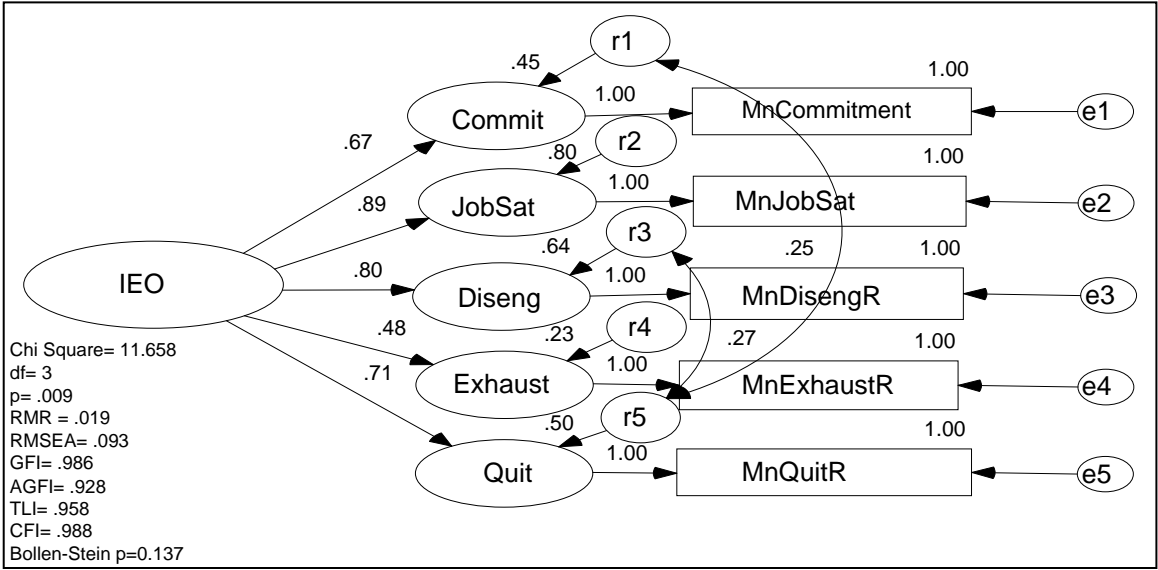 r1
.45
1.00
Commit
1.00
MnCommitment
e1
.67
r2
.80
1.00
JobSat
1.00
MnJobSat
e2
.89
r3
.64
.25
1.00
IEO
.80
Diseng
1.00
MnDisengR
e3
r4
.48
.23
.27
1.00
Exhaust
1.00
MnExhaustR
e4
.71
r5
.50
1.00
Quit
1.00
MnQuitR
e5
Chi Square= 11.658
df= 3
p= .009
RMR = .019
RMSEA= .093
GFI= .986
AGFI= .928
TLI= .958
CFI= .988
Bollen-Stein p=0.137